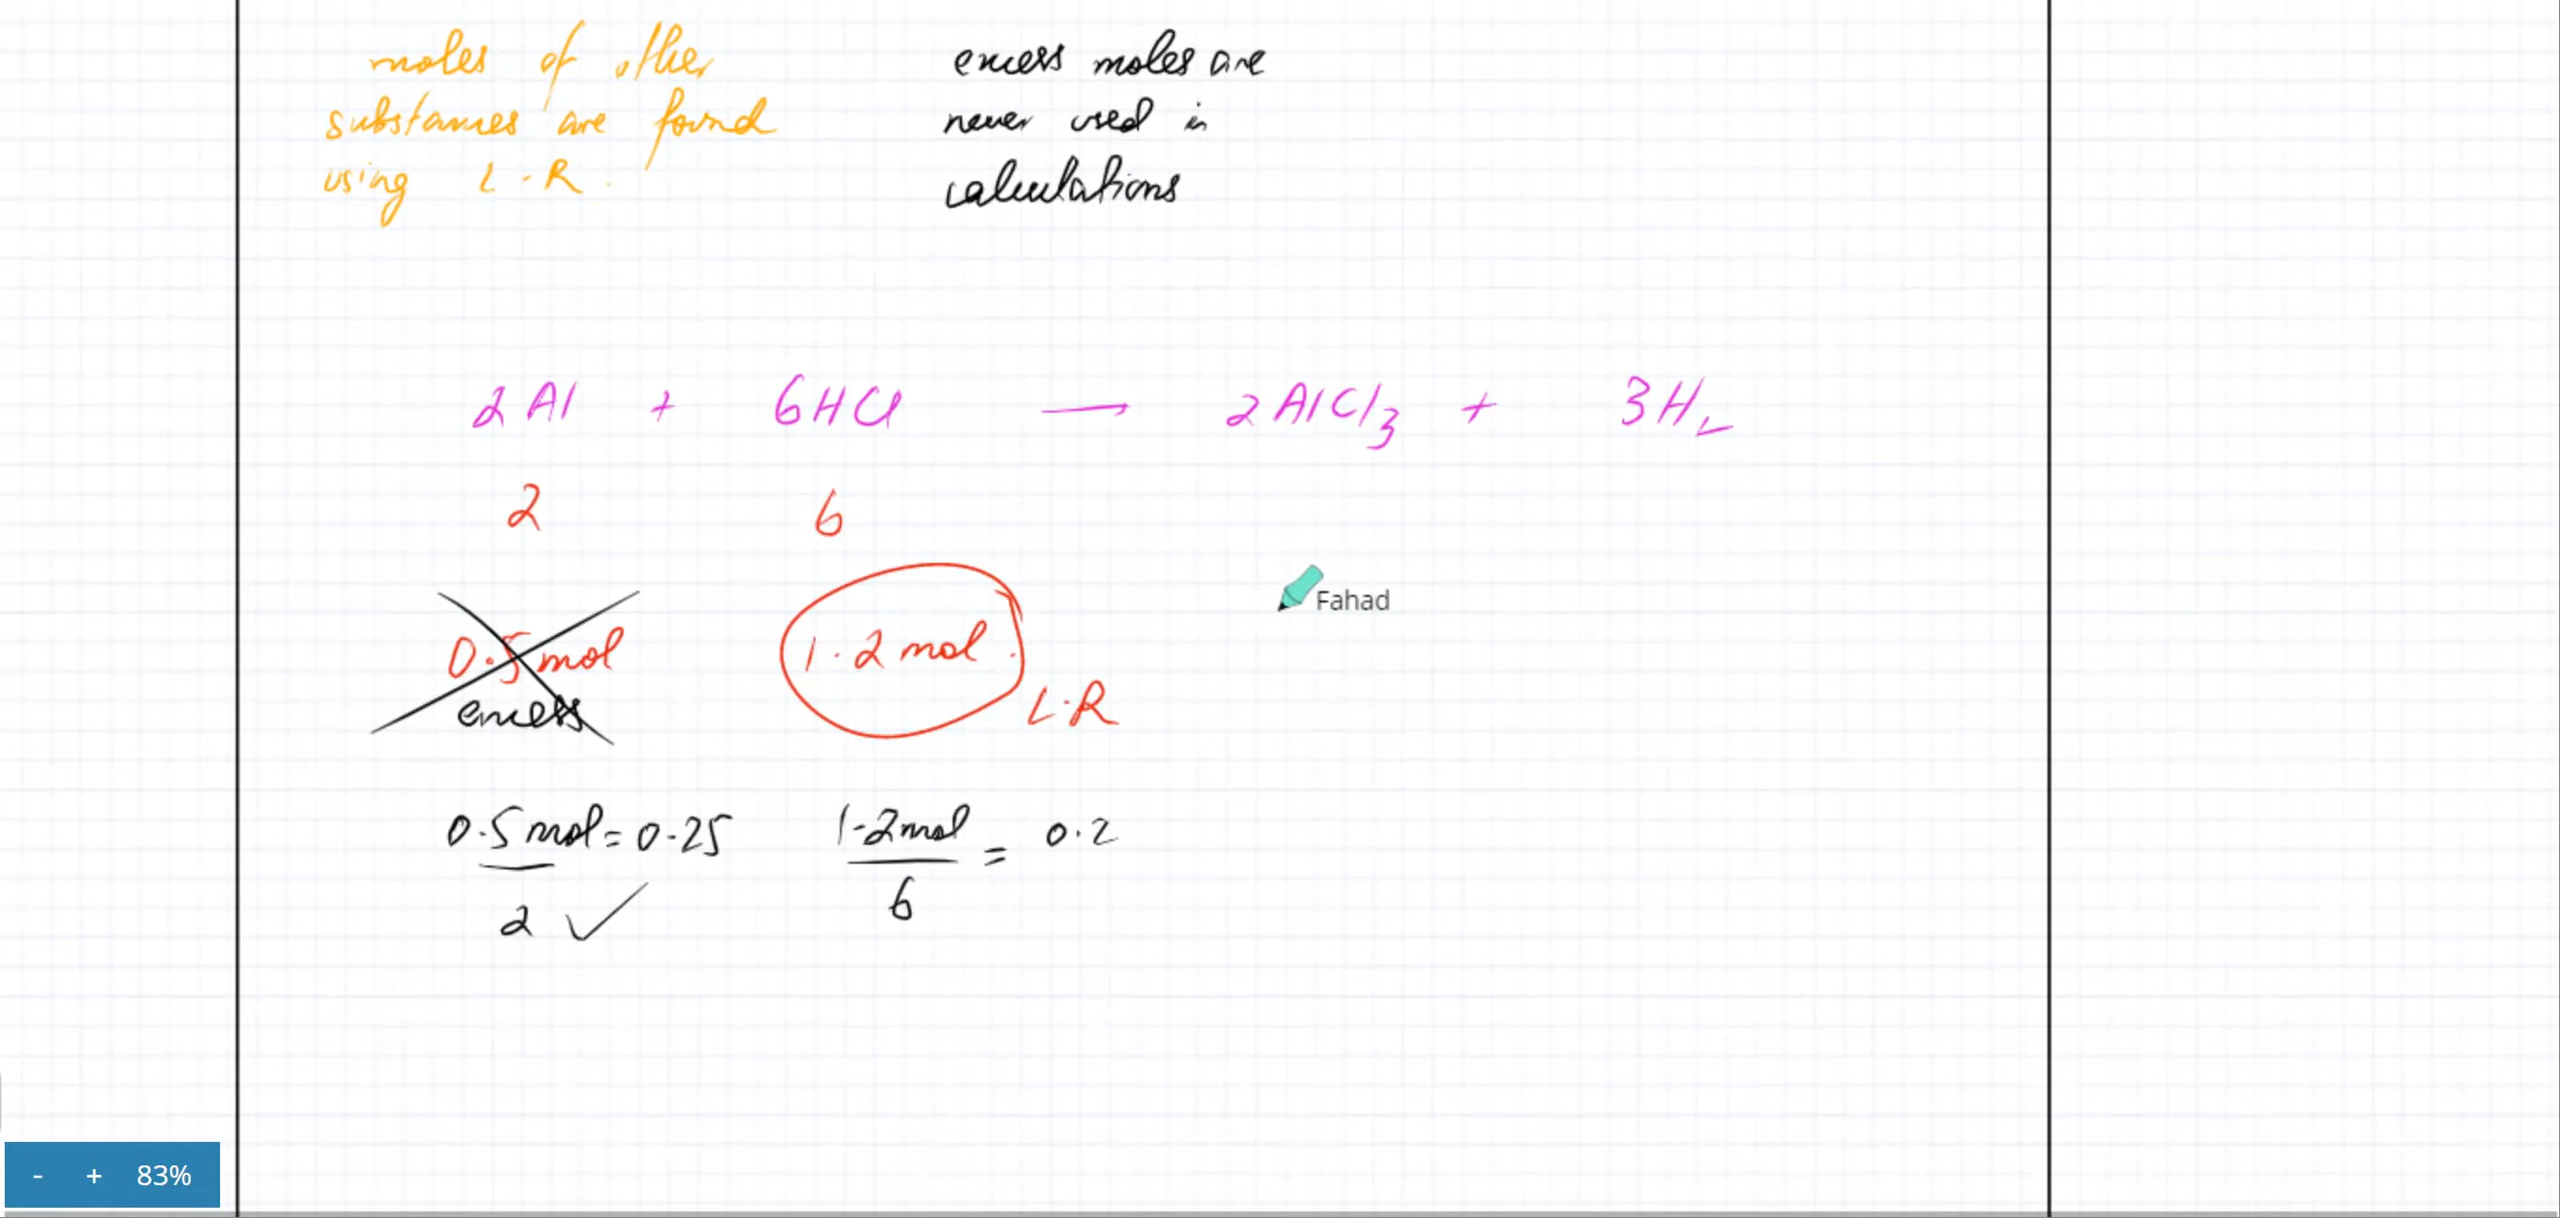 moles of other
substances are found
using L.R.
excess moles are
never used in
calculations
2Al + 6HCl → 2AlCl3 + 3H2
2 6
0.5 mol
excess
1.2 mol.
L.R
Fahad
0.5 mol = 0.25
2 ✓
1.2 mol = 0.2
6
- + 83%